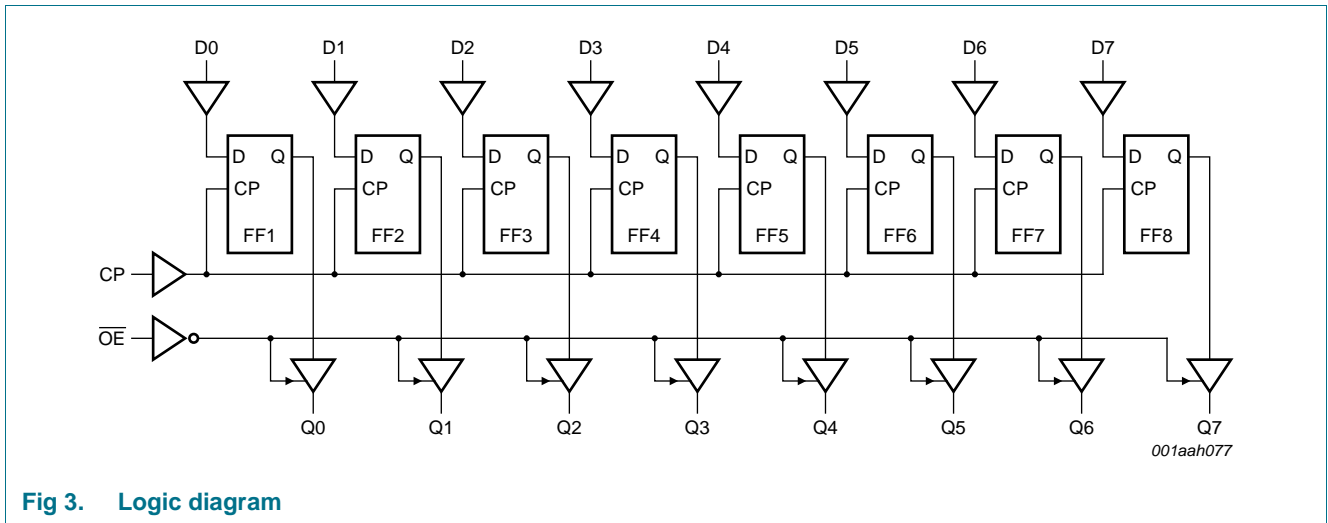 D0 D1 D2 D3 D4 D5 D6 D7
D Q D Q D Q D Q D Q D Q D Q D Q
CP CP CP CP CP CP CP CP
FF1 FF2 FF3 FF4 FF5 FF6 FF7 FF8
CP
OE
Q0 Q1 Q2 Q3 Q4 Q5 Q6 Q7
001aah077
Fig 3. Logic diagram